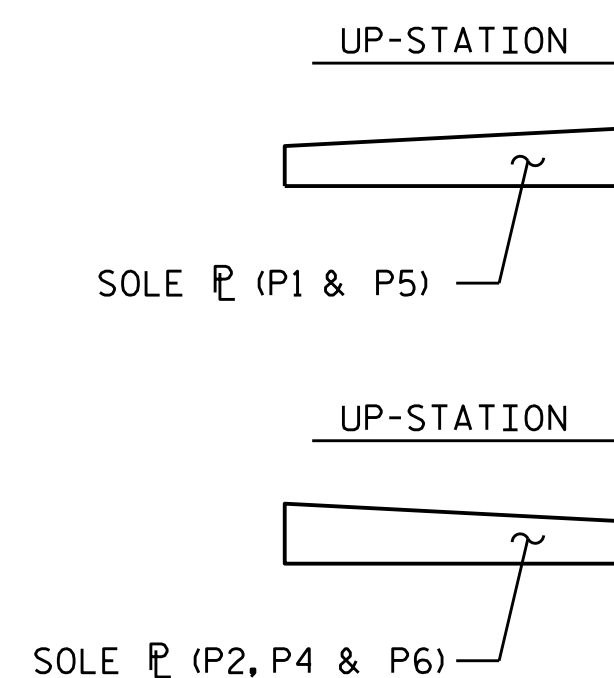 UP-STATION
SOLE ⅊ (P1 & P5)
UP-STATION
SOLE ⅊ (P2, P4 & P6)